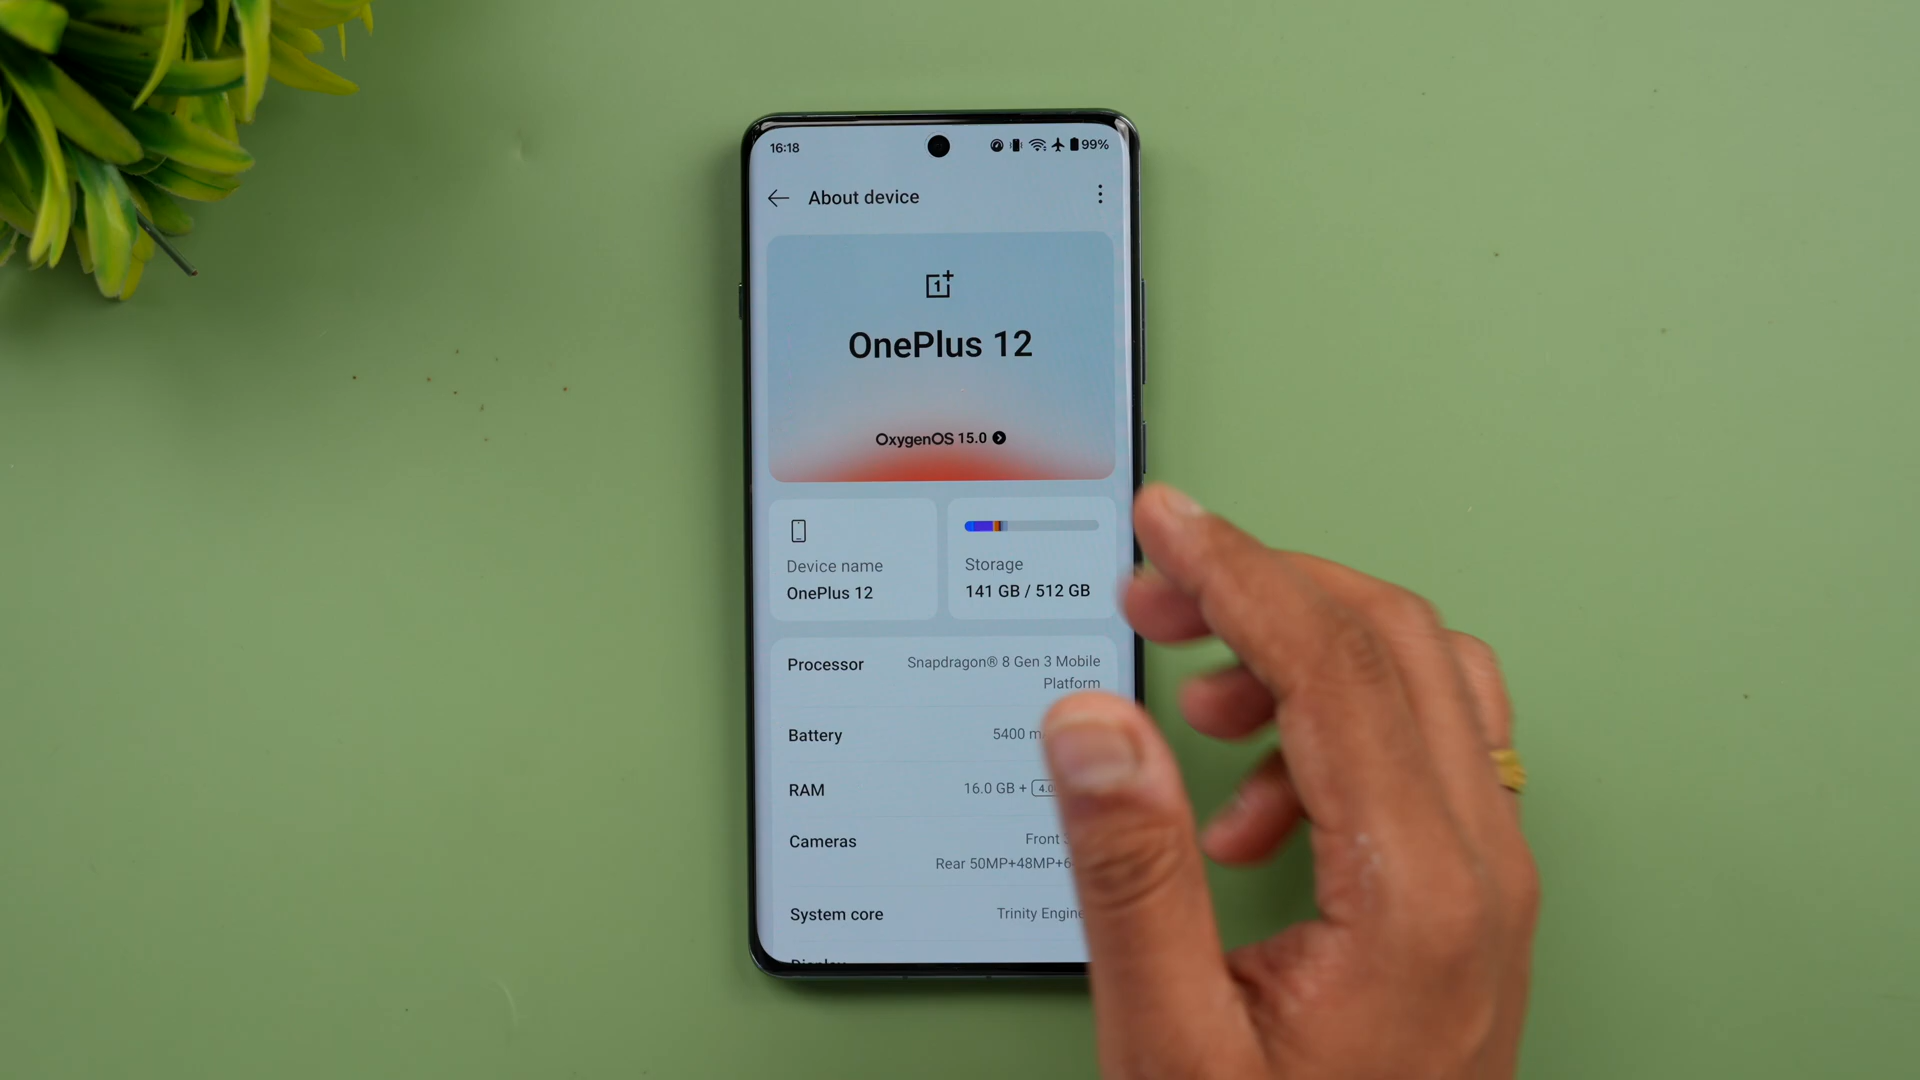 16:18
99%
About device
1+
OnePlus 12
OxygenOS 15.0
Device name
OnePlus 12
Storage
141 GB / 512 GB
Processor
Snapdragon® 8 Gen 3 Mobile
Platform
Battery
5400
RAM
16.0 GB +
Cameras
Front
Rear 50MP+48MP+
System core
Trinity Engine
Display